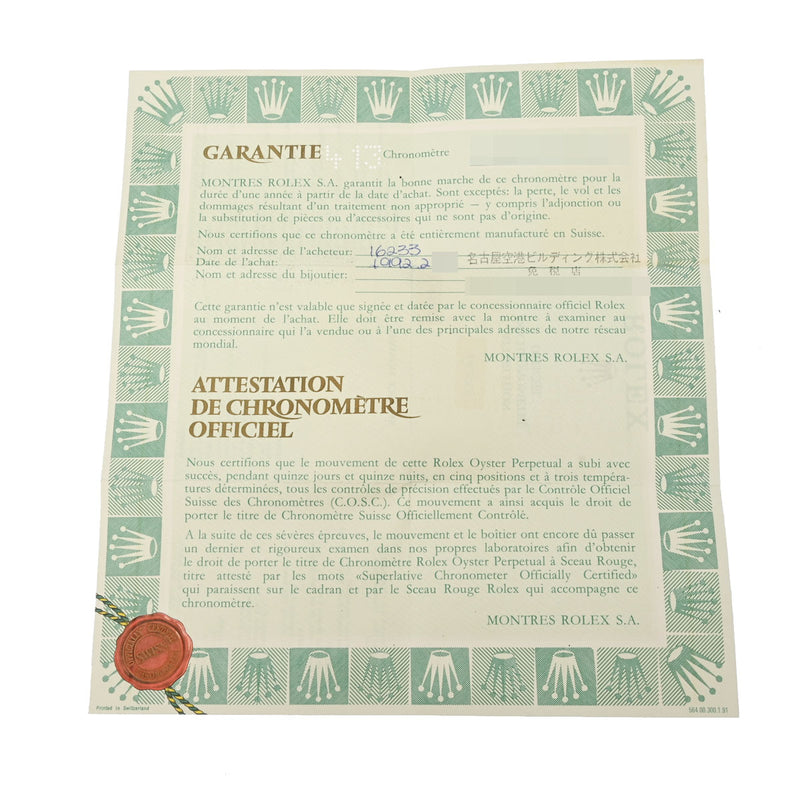 GARANTIE Chronomètre
MONTRES ROLEX S.A. garantit la bonne marche de ce chronomètre pour la
durée d'une année à partir de la date d'achat. Sont exceptés: la perte, le vol et les
dommages résultant d'un traitement non approprié – y compris l'adjonction ou
la substitution de pièces ou d'accessoires qui ne sont pas d'origine.
Nous certifions que ce chronomètre a été entièrement manufacturé en Suisse.
Nom et adresse de l'acheteur: 16233
Date de l'achat: 1992.2 名古屋空港ビルディング株式会社
Nom et adresse du bijoutier: 免税店
Cette garantie n'est valable que signée et datée par le concessionnaire officiel Rolex
au moment de l'achat. Elle doit être remise avec la montre à examiner au
concessionnaire qui l'a vendue ou à l'une des principales adresses de notre réseau
mondial.
MONTRES ROLEX S.A.
ATTESTATION
DE CHRONOMÈTRE
OFFICIEL
Nous certifions que le mouvement de cette Rolex Oyster Perpetual a subi avec
succès, pendant quinze jours et quinze nuits, en cinq positions et à trois tempéra-
tures déterminées, tous les contrôles de précision effectués par le Contrôle Officiel
Suisse des Chronomètres (C.O.S.C.). Ce mouvement a ainsi acquis le droit de
porter le titre de Chronomètre Suisse Officiellement Contrôlé.
A la suite de ces sévères épreuves, le mouvement et le boîtier ont encore dû passer
un dernier et rigoureux examen dans nos propres laboratoires afin d'obtenir
le droit de porter le titre de Chronomètre Rolex Oyster Perpetual à Sceau Rouge,
titre attesté par les mots «Superlative Chronometer Officially Certified»
qui paraissent sur le cadran et par le Sceau Rouge Rolex qui accompagne ce
chronomètre.
MONTRES ROLEX S.A.
Printed in Switzerland
564.00.300.1.91